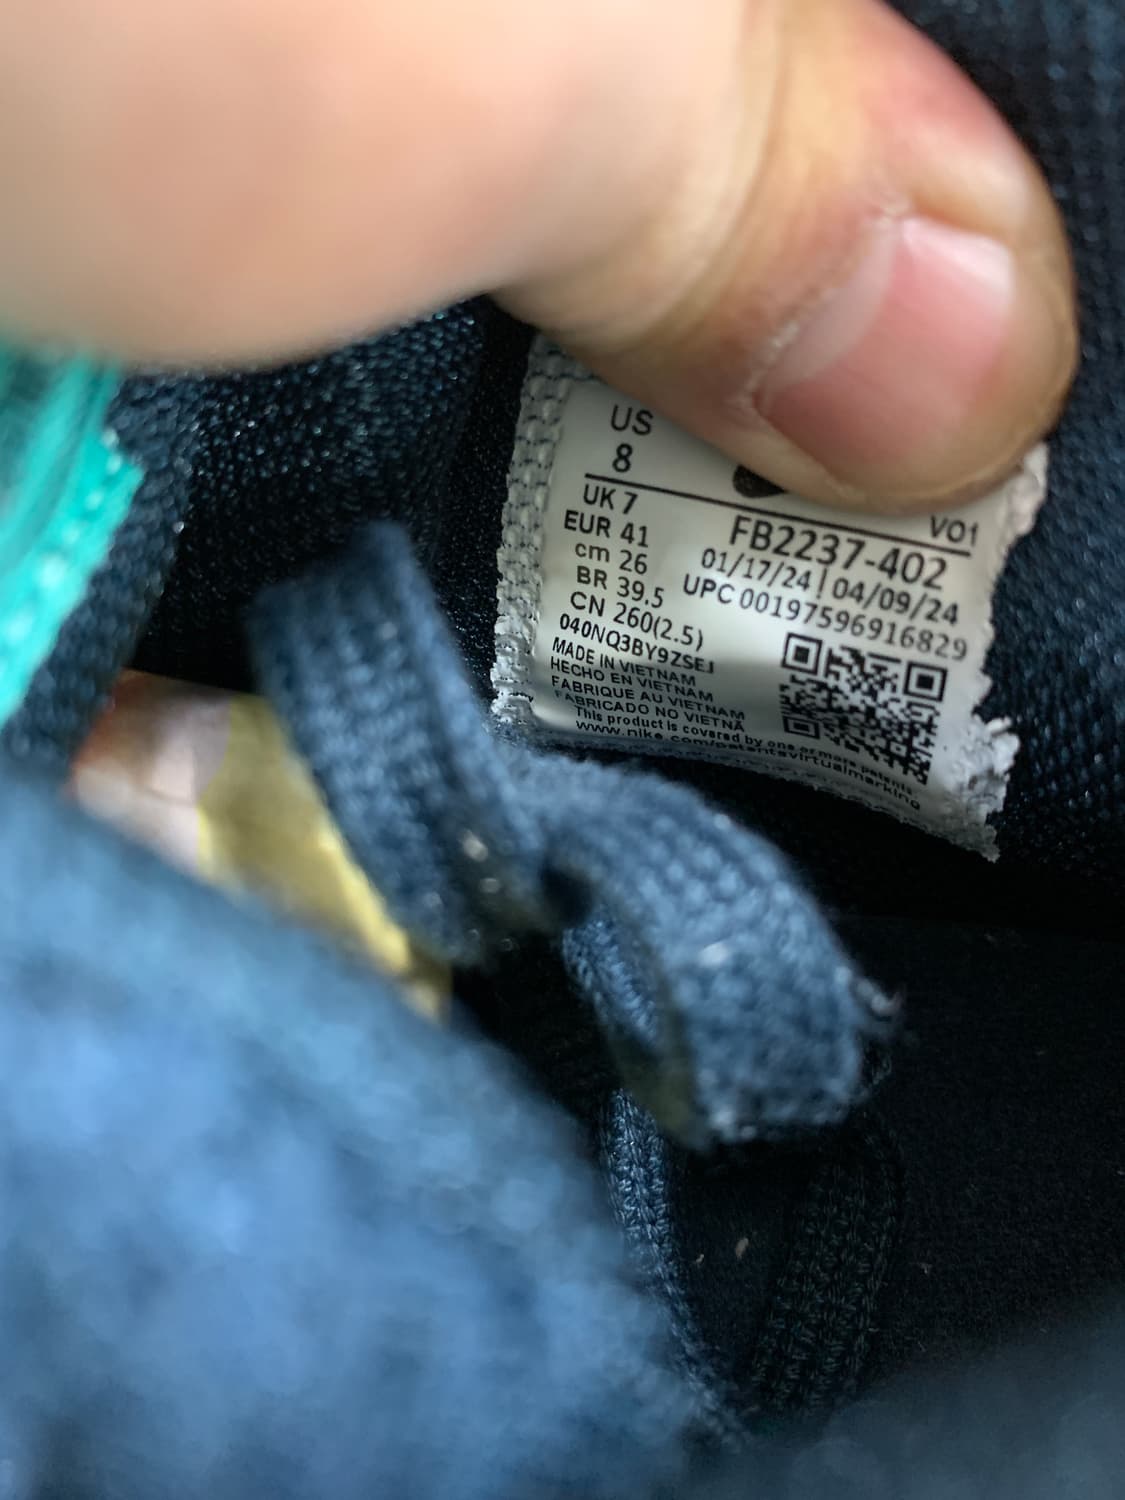 US
8
UK 7
EUR 41
cm 26
BR 39.5
CN 260(2.5)
040NQ3BY9ZSEJ
VO1
FB2237-402
01/17/24 | 04/09/24
UPC 00197596916829
MADE IN VIETNAM
HECHO EN VIETNAM
FABRIQUE AU VIETNAM
FABRICADO NO VIETNÃ
This product is covered by one or more patents.
www.nike.com/patentsvirtualmarking